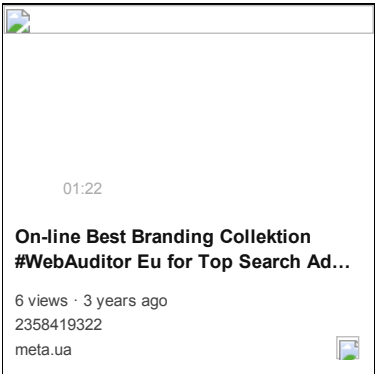 01:22
On-line Best Branding Collektion
#WebAuditor Eu for Top Search Ad…
6 views · 3 years ago
2358419322
meta.ua